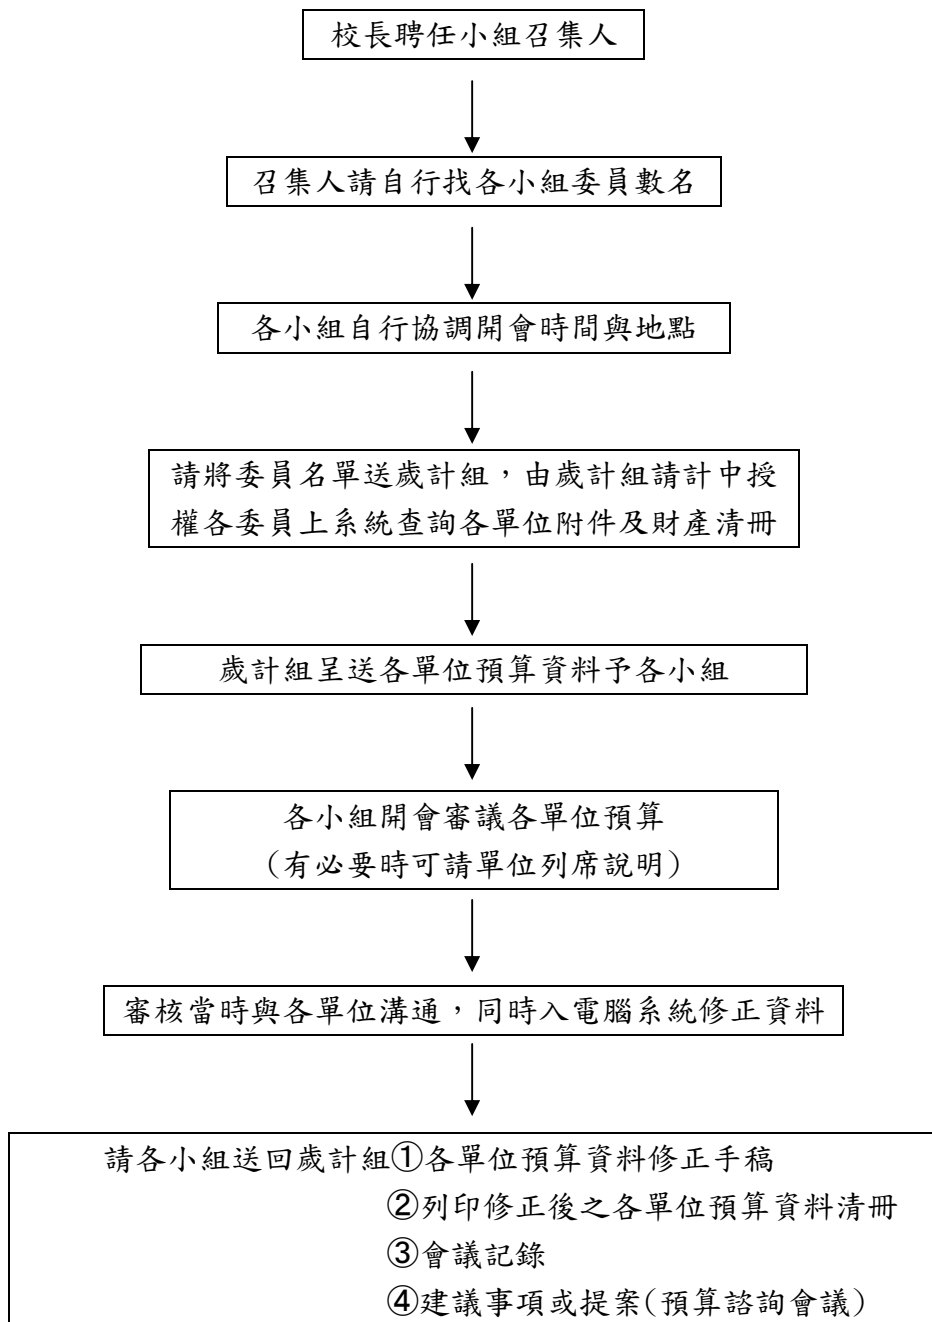 校長聘任小組召集人
召集人請自行找各小組委員數名
各小組自行協調開會時間與地點
請將委員名單送歲計組，由歲計組請計中授
權各委員上系統查詢各單位附件及財產清冊
歲計組呈送各單位預算資料予各小組
各小組開會審議各單位預算
(有必要時可請單位列席說明)
審核當時與各單位溝通，同時入電腦系統修正資料
請各小組送回歲計組①各單位預算資料修正手稿
②列印修正後之各單位預算資料清冊
③會議記錄
④建議事項或提案(預算諮詢會議)